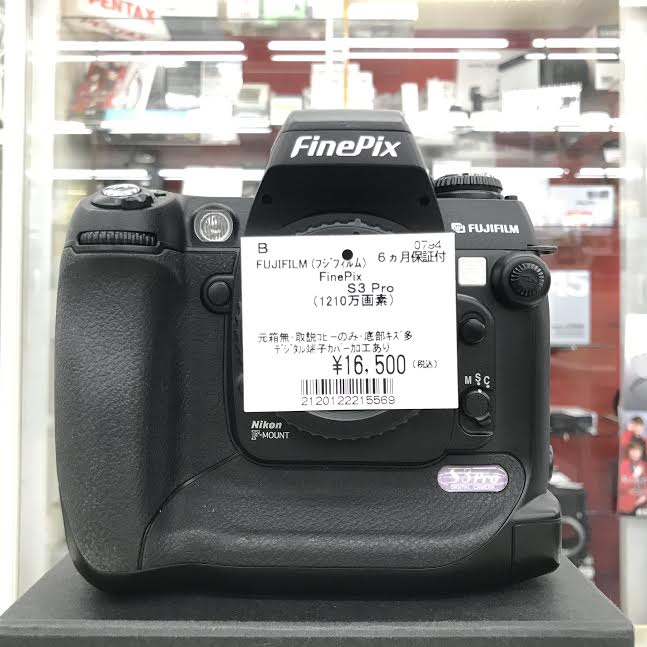 PENTAX
FinePix
FUJIFILM
B 0794
FUJIFILM(フジフィルム) 6ヵ月保証付
FinePix
S3 Pro
(1210万画素)
元箱無・取説コピーのみ・底部キズ多
デジタル端子カバー加工あり
¥16,500 (税込)
2120122215569
M S C
Nikon
F-MOUNT
S3Pro
DIGITAL CAMERA